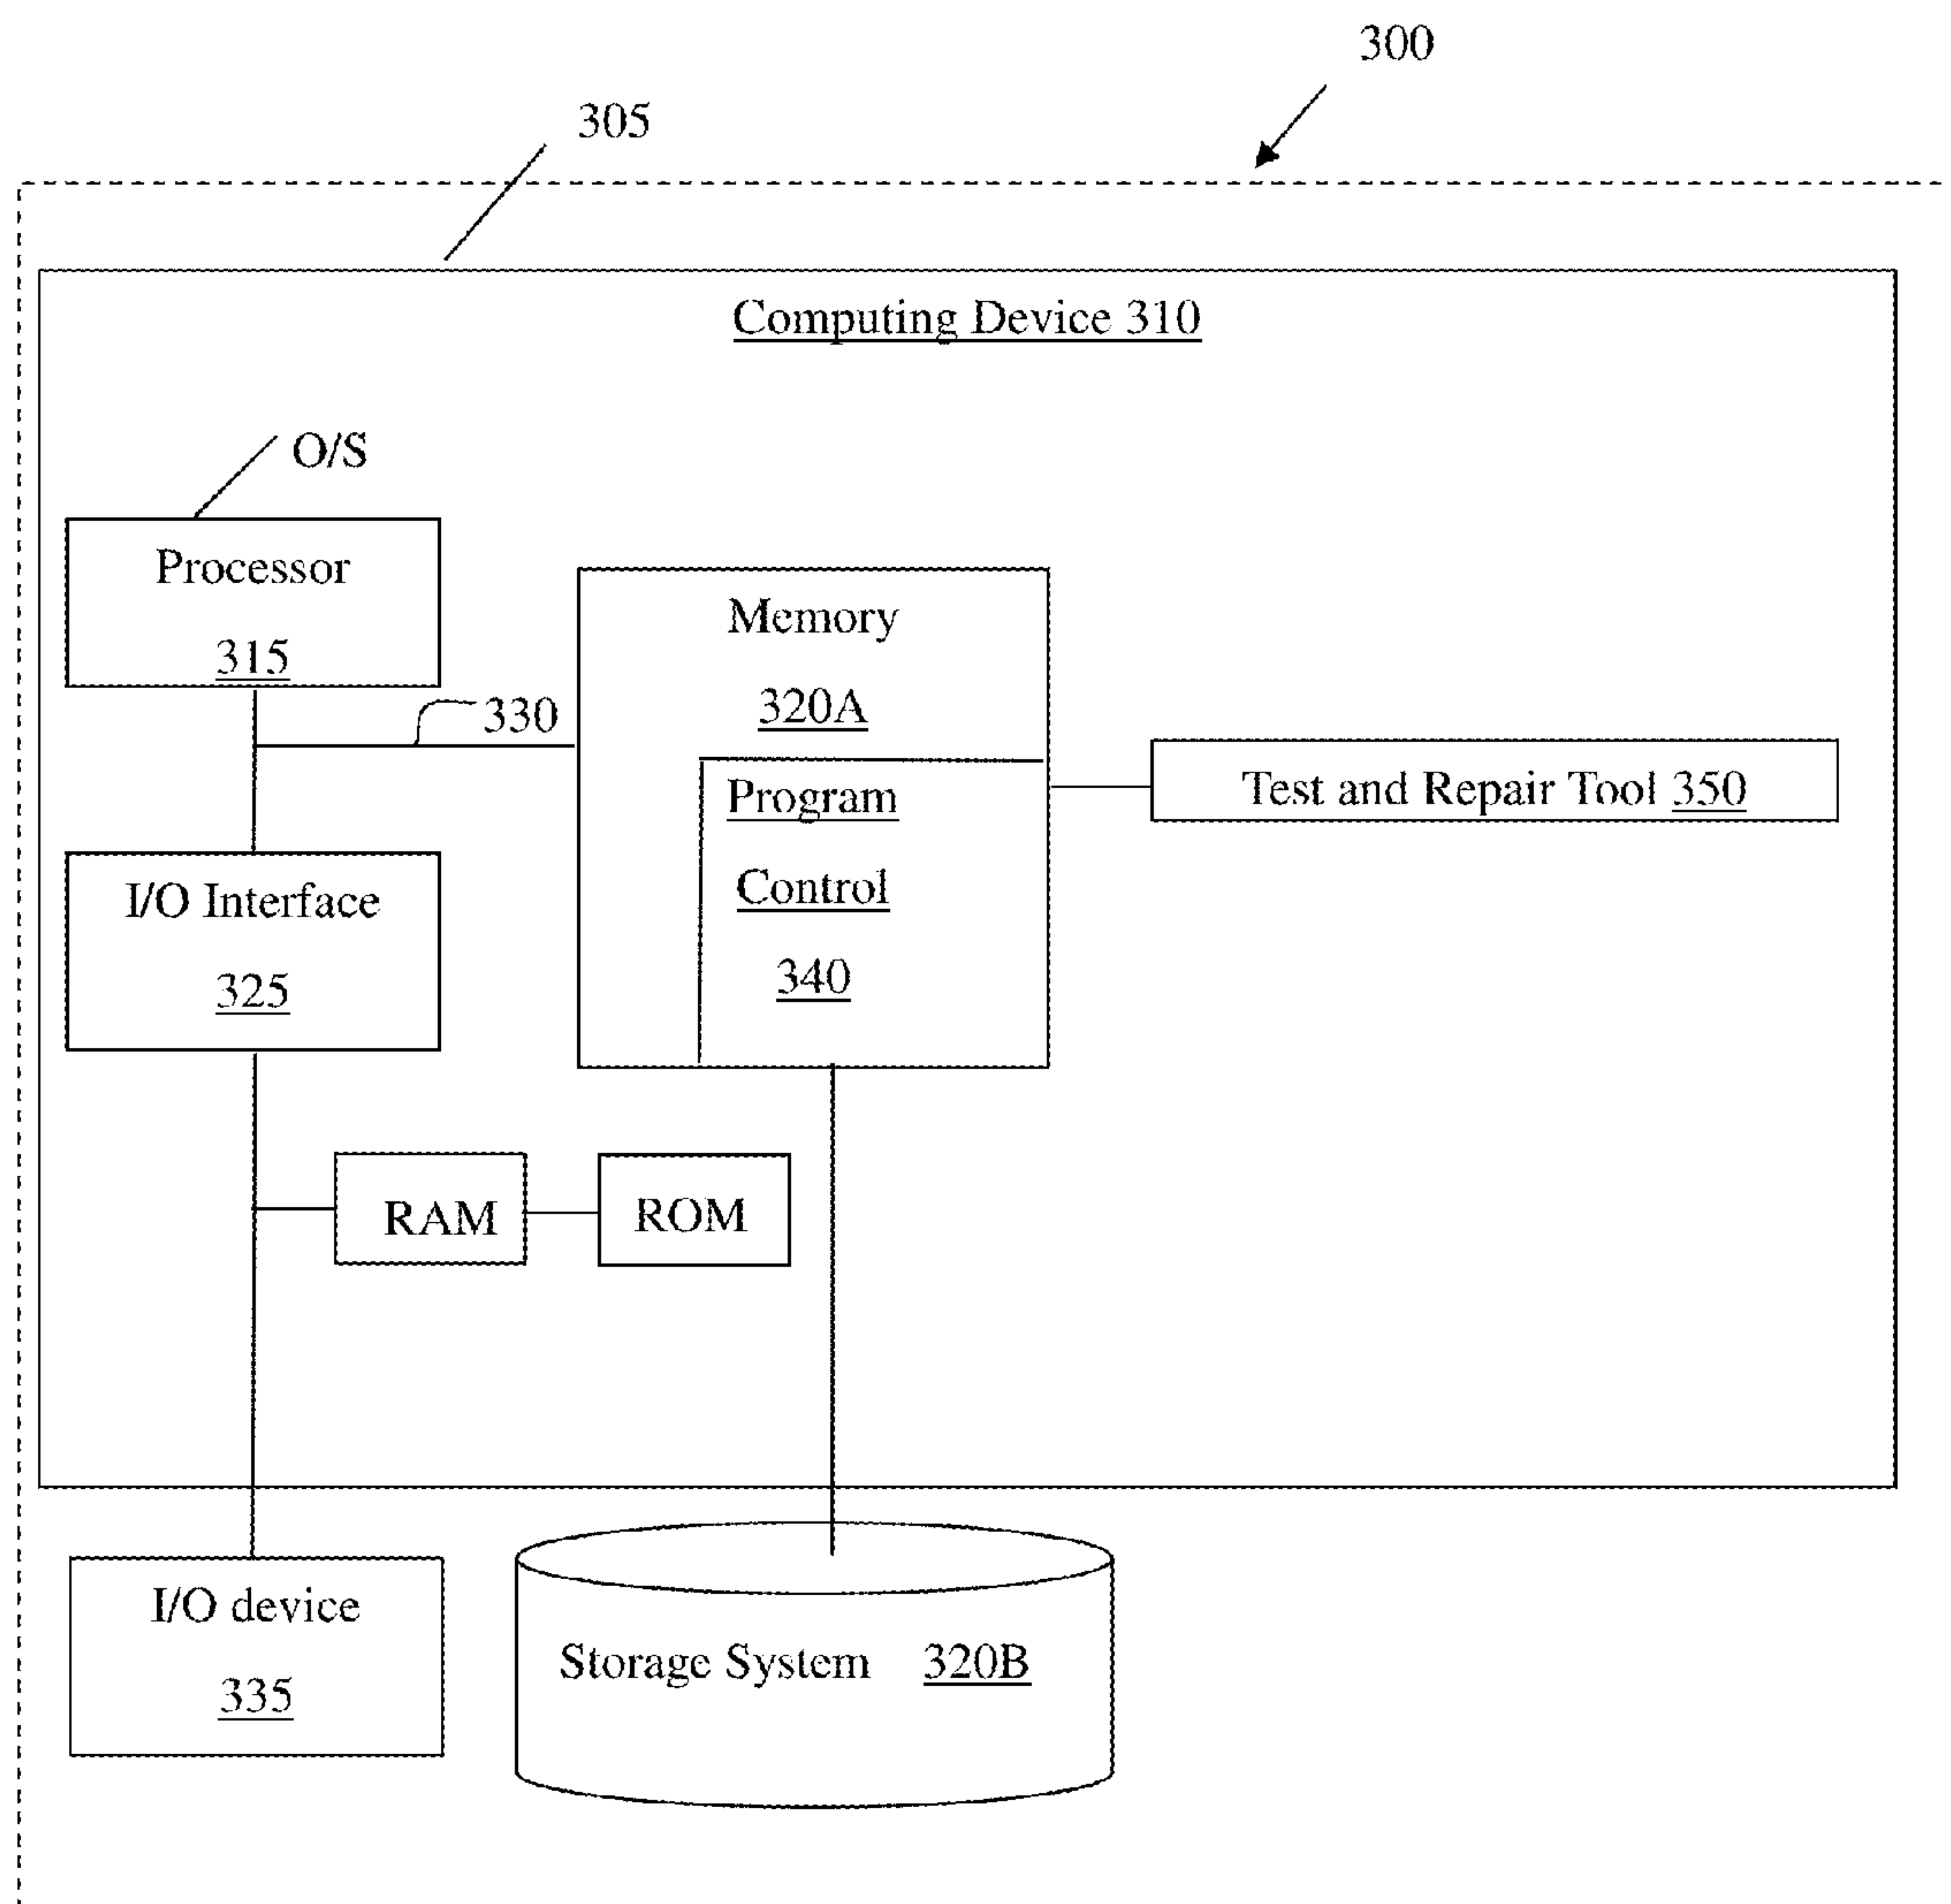 300
305
Computing Device 310
O/S
Processor
315
330
Memory
320A
Program
Control
340
Test and Repair Tool 350
I/O Interface
325
RAM
ROM
I/O device
335
Storage System 320B